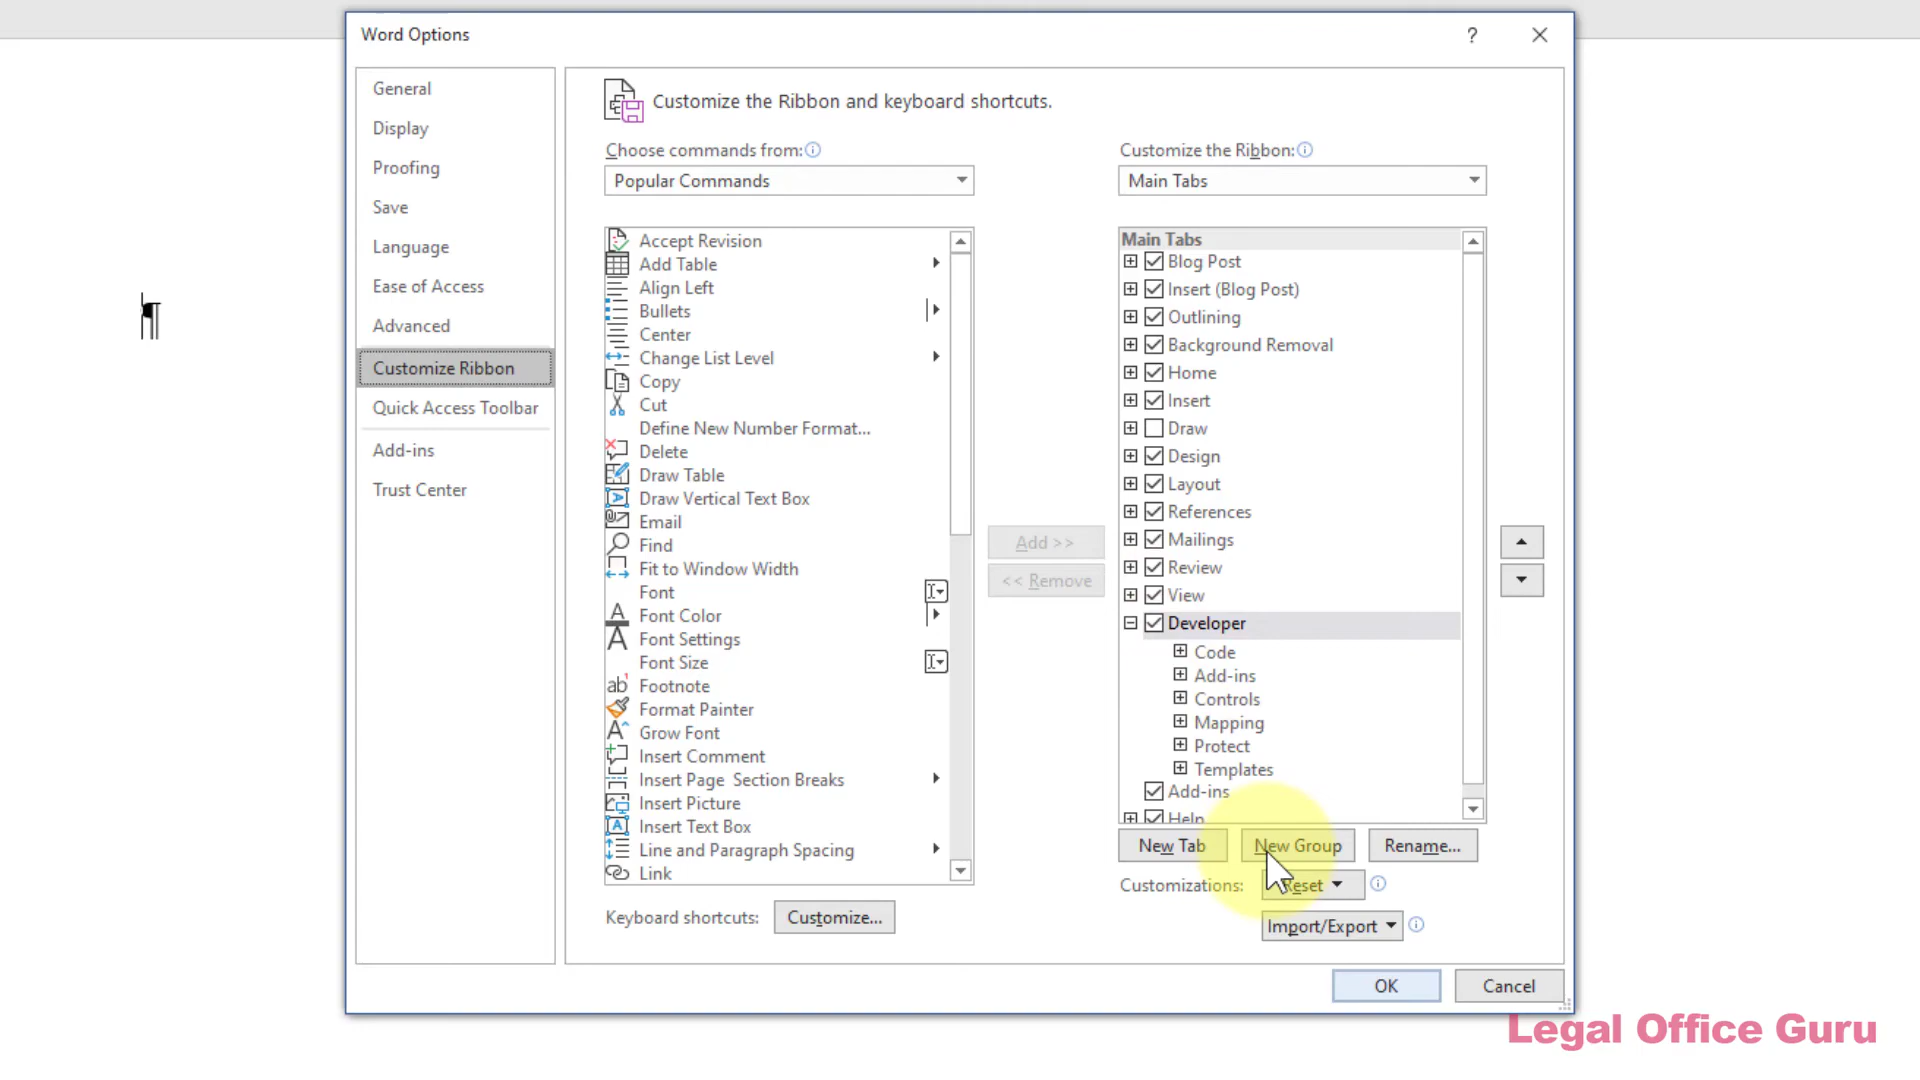 Word Options
?
General
Display
Proofing
Save
Language
Ease of Access
Advanced
Customize Ribbon
Quick Access Toolbar
Add-ins
Trust Center
Customize the Ribbon and keyboard shortcuts.
Choose commands from:
Popular Commands
Accept Revision
Add Table
Align Left
Bullets
Center
Change List Level
Copy
Cut
Define New Number Format...
Delete
Draw Table
Draw Vertical Text Box
Email
Find
Fit to Window Width
Font
Font Color
Font Settings
Font Size
Footnote
Format Painter
Grow Font
Insert Comment
Insert Page Section Breaks
Insert Picture
Insert Text Box
Line and Paragraph Spacing
Link
Keyboard shortcuts: Customize...
Add >>
<< Remove
Customize the Ribbon:
Main Tabs
Main Tabs
Blog Post
Insert (Blog Post)
Outlining
Background Removal
Home
Insert
Draw
Design
Layout
References
Mailings
Review
View
Developer
Code
Add-ins
Controls
Mapping
Protect
Templates
Add-ins
Help
New Tab New Group Rename...
Customizations: Reset
Import/Export
OK Cancel
¶
Legal Office Guru